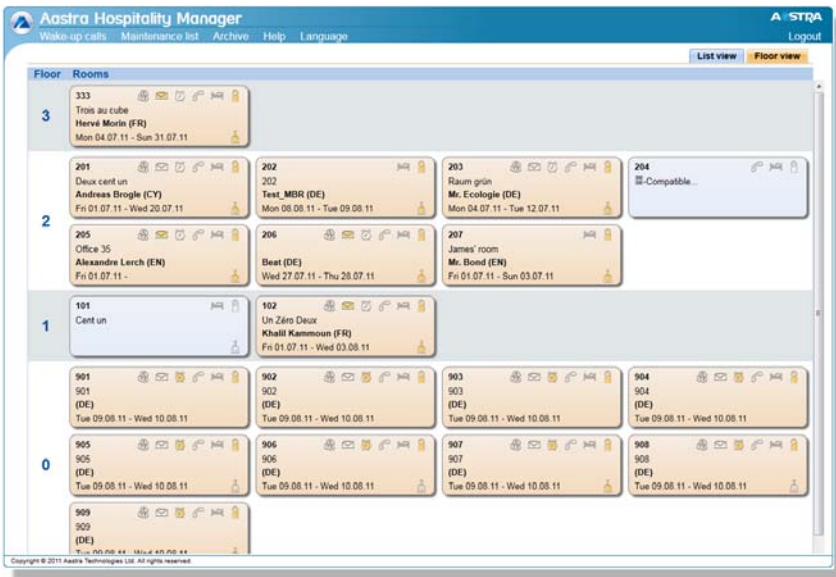 Aastra Hospitality Manager
AASTRA
Wake-up calls Maintenance list Archive Help Language
Logout
List view Floor view
Floor Rooms
3
333
Trois au cube
Hervé Morin (FR)
Mon 04.07.11 - Sun 31.07.11
2
201
Deux cent un
Andreas Brogle (CY)
Fri 01.07.11 - Wed 20.07.11
202
202
Test_MBR (DE)
Mon 08.08.11 - Tue 09.08.11
203
Raum grün
Mr. Ecologie (DE)
Mon 04.07.11 - Tue 12.07.11
204
-Compatible...
205
Office 35
Alexandre Lerch (EN)
Fri 01.07.11 -
206
Beat (DE)
Wed 27.07.11 - Thu 28.07.11
207
James' room
Mr. Bond (EN)
Fri 01.07.11 - Sun 03.07.11
1
101
Cent un
102
Un Zéro Deux
Khalil Kammoun (FR)
Fri 01.07.11 - Wed 03.08.11
0
901
901
(DE)
Tue 09.08.11 - Wed 10.08.11
902
902
(DE)
Tue 09.08.11 - Wed 10.08.11
903
903
(DE)
Tue 09.08.11 - Wed 10.08.11
904
904
(DE)
Tue 09.08.11 - Wed 10.08.11
905
905
(DE)
Tue 09.08.11 - Wed 10.08.11
906
906
(DE)
Tue 09.08.11 - Wed 10.08.11
907
907
(DE)
Tue 09.08.11 - Wed 10.08.11
908
908
(DE)
Tue 09.08.11 - Wed 10.08.11
909
909
(DE)
Tue 09.08.11 - Wed 10.08.11
Copyright © 2011 Aastra Technologies Ltd. All rights reserved.